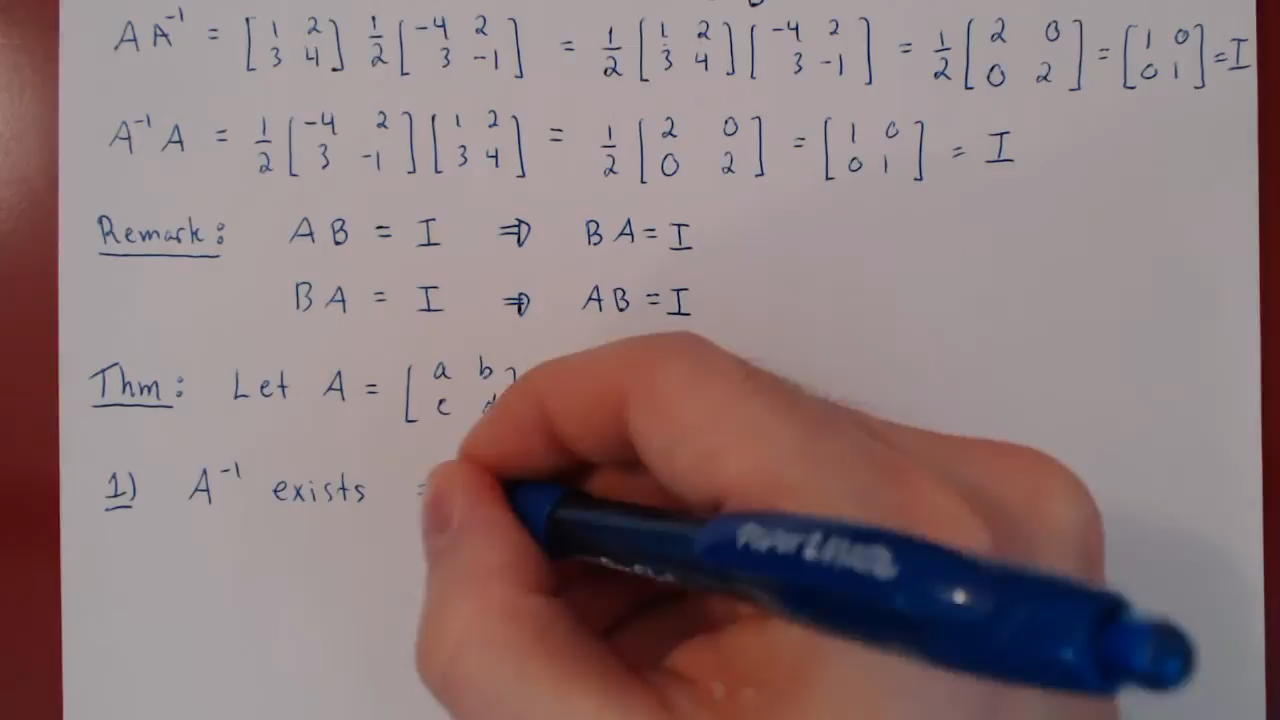 A A⁻¹ = [1 2; 3 4] 1/2 [-4 2; 3 -1] = 1/2 [1 2; 3 4] [-4 2; 3 -1] = 1/2 [2 0; 0 2] = [1 0; 0 1] = I
A⁻¹ A = 1/2 [-4 2; 3 -1] [1 2; 3 4] = 1/2 [2 0; 0 2] = [1 0; 0 1] = I
Remark: AB = I ⇒ BA = I
BA = I ⇒ AB = I
Thm: Let A = [a b; c d
1) A⁻¹ exists